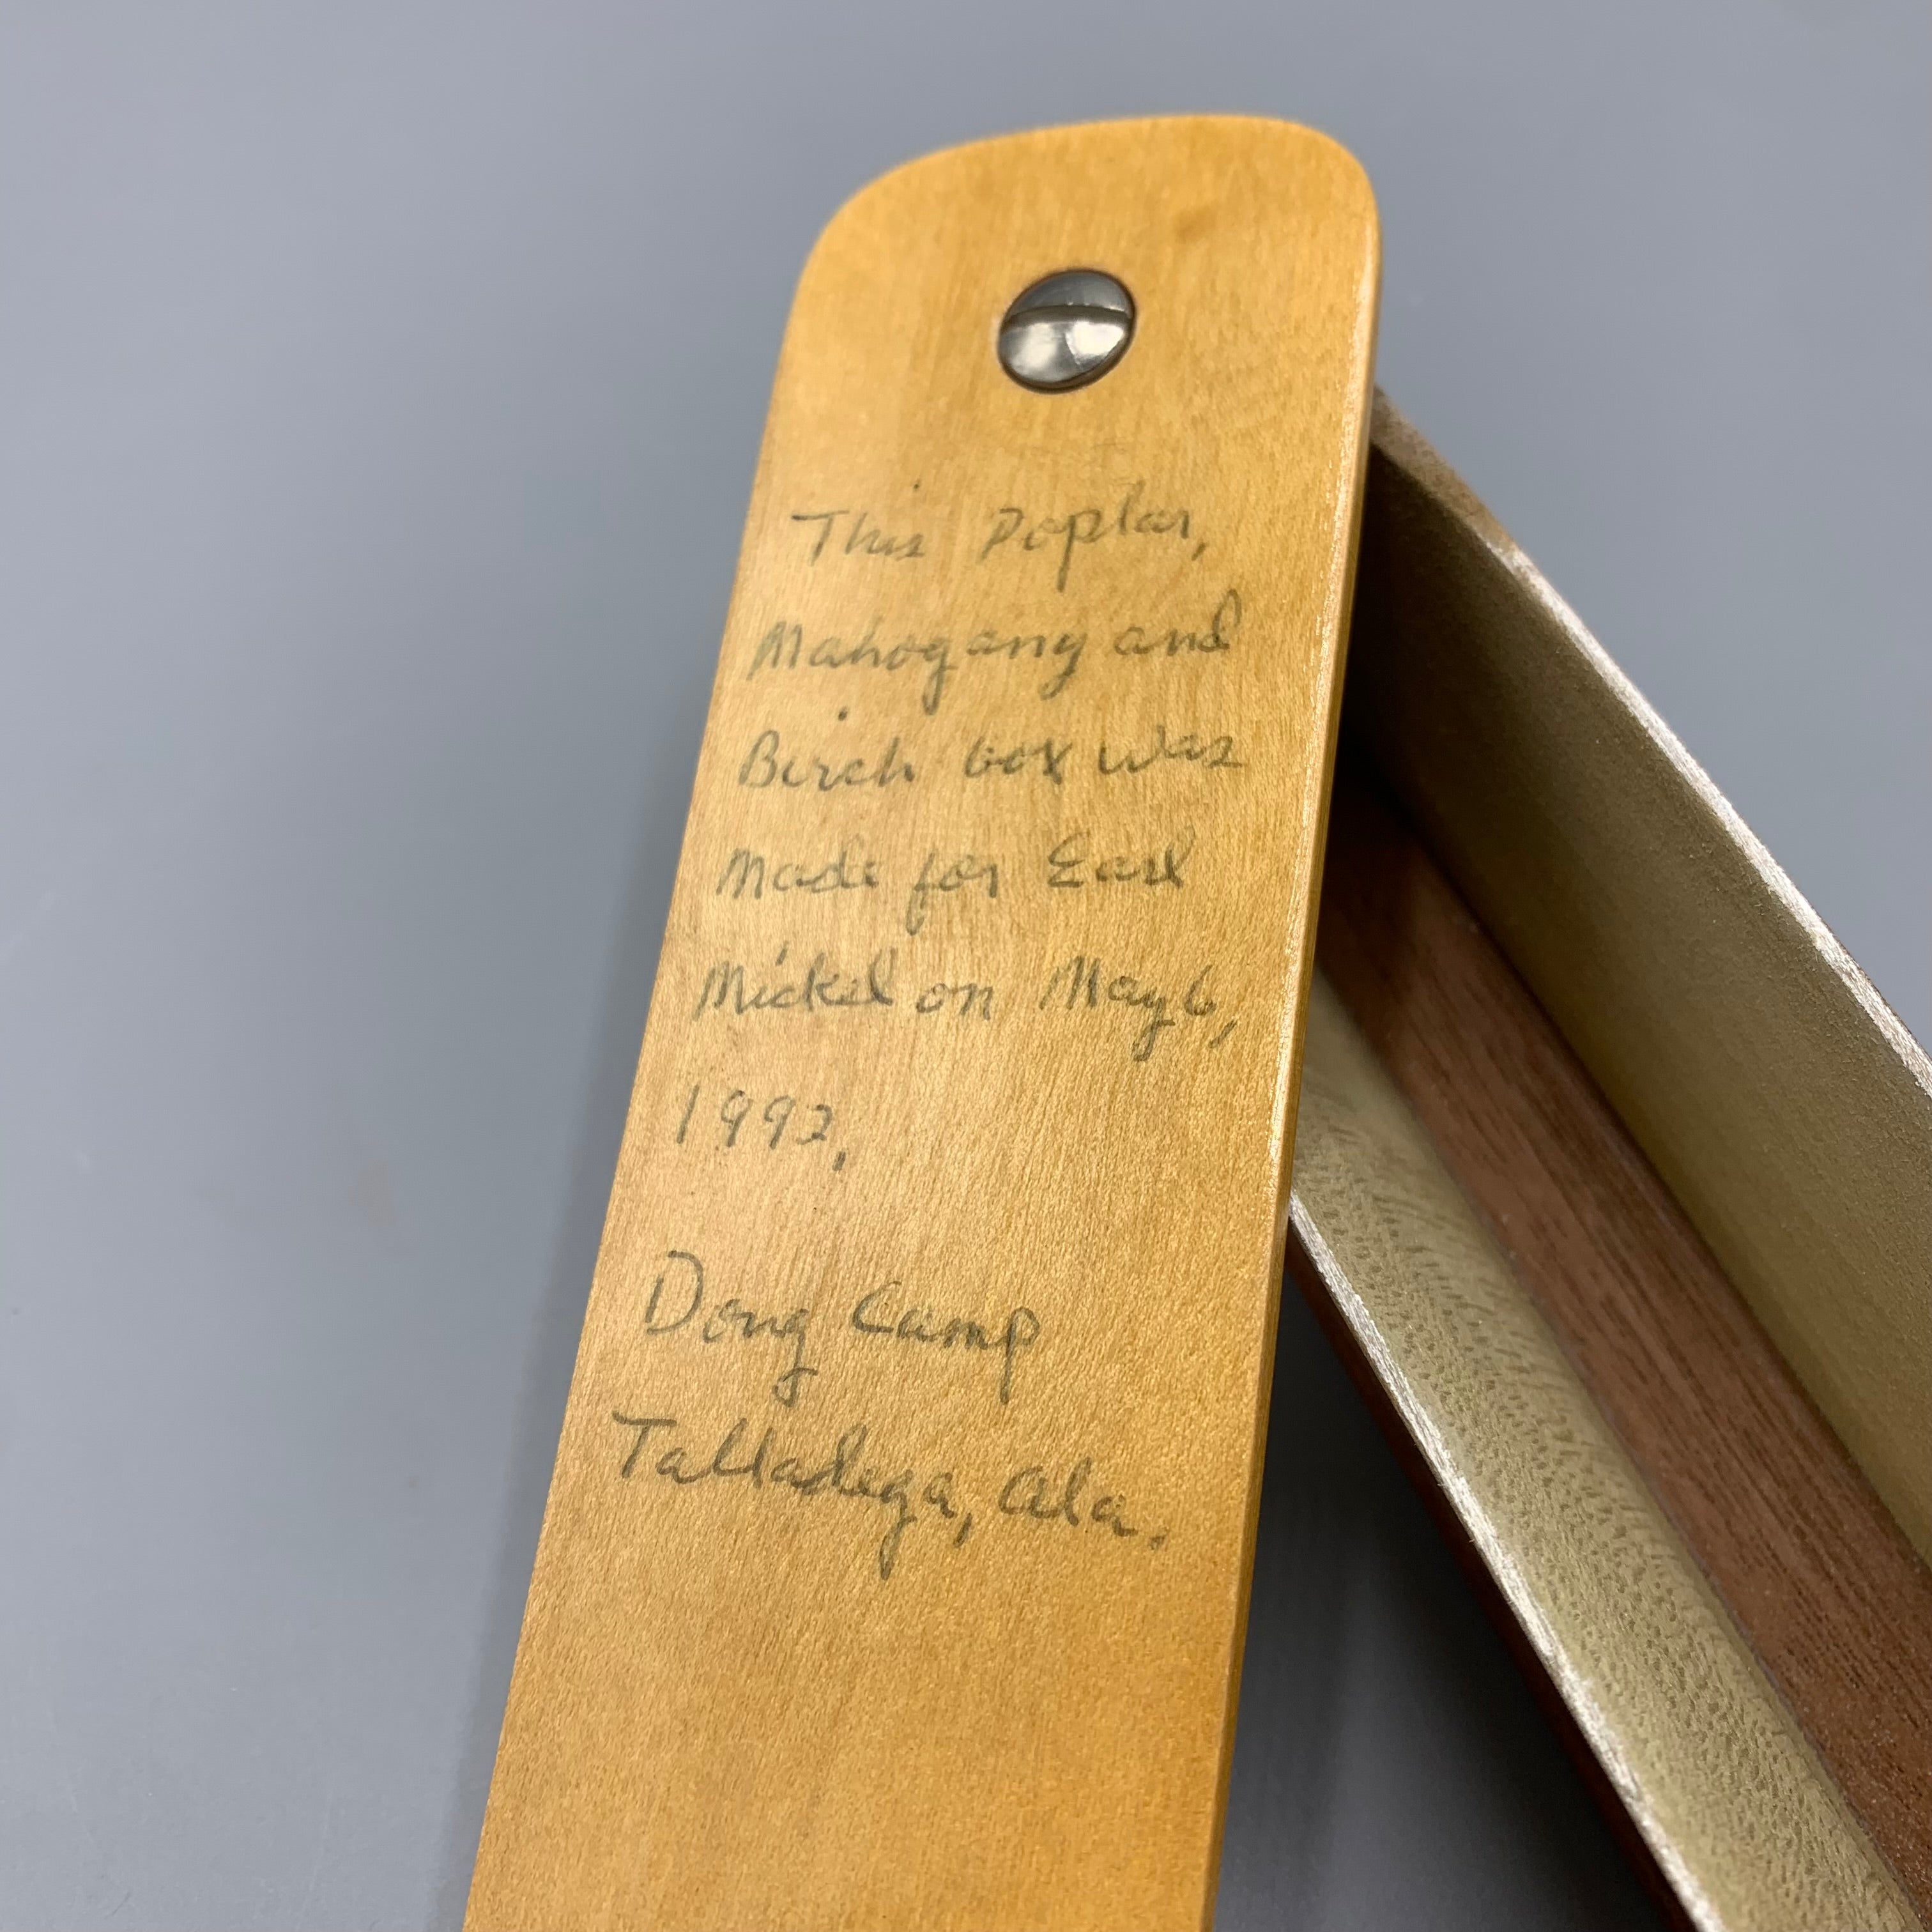 This Poplar,
Mahogany and
Birch box was
Made for Earl
Mickel on May 6,
1992.
Doug Camp
Talladega, Ala.